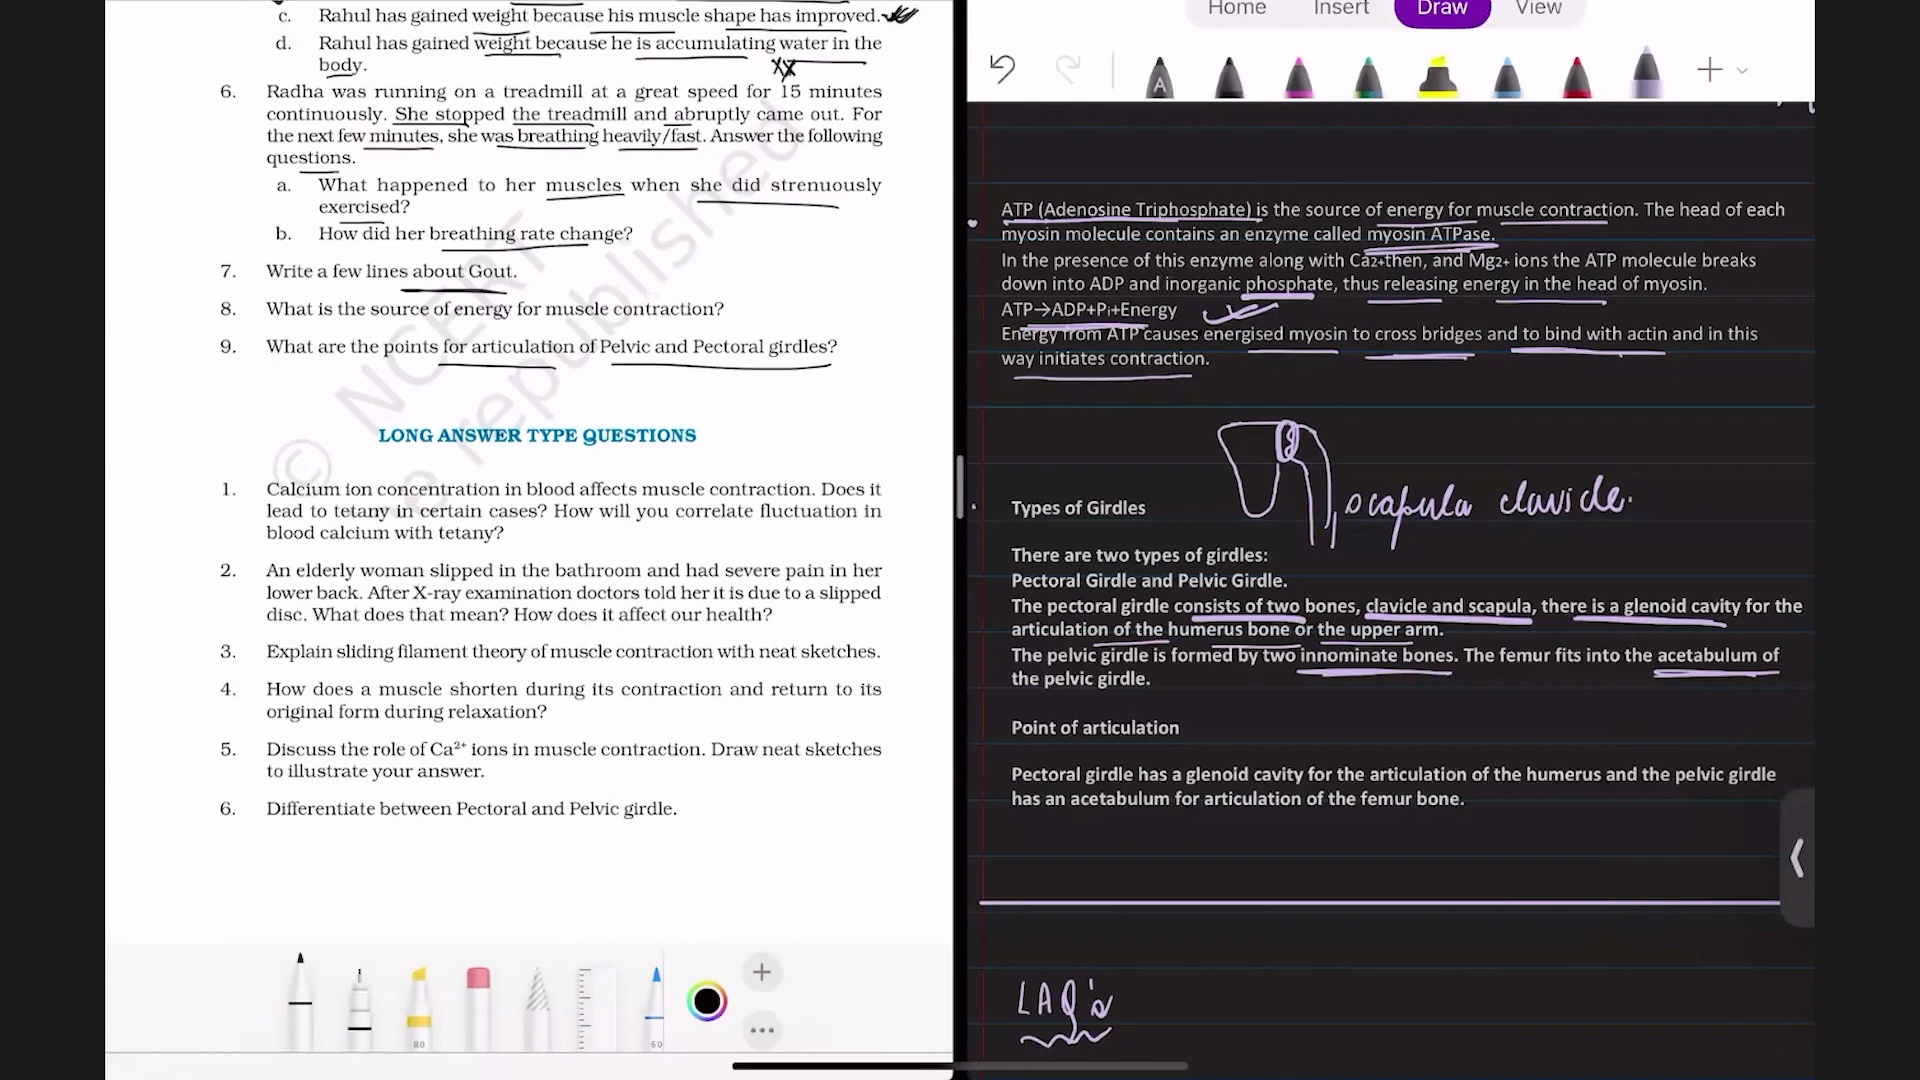 c. Rahul has gained weight because his muscle shape has improved.
d. Rahul has gained weight because he is accumulating water in the
body.
6. Radha was running on a treadmill at a great speed for 15 minutes
continuously. She stopped the treadmill and abruptly came out. For
the next few minutes, she was breathing heavily/fast. Answer the following
questions.
a. What happened to her muscles when she did strenuously
exercised?
b. How did her breathing rate change?
7. Write a few lines about Gout.
8. What is the source of energy for muscle contraction?
9. What are the points for articulation of Pelvic and Pectoral girdles?
© NCERT
republished
LONG ANSWER TYPE QUESTIONS
1. Calcium ion concentration in blood affects muscle contraction. Does it
lead to tetany in certain cases? How will you correlate fluctuation in
blood calcium with tetany?
2. An elderly woman slipped in the bathroom and had severe pain in her
lower back. After X-ray examination doctors told her it is due to a slipped
disc. What does that mean? How does it affect our health?
3. Explain sliding filament theory of muscle contraction with neat sketches.
4. How does a muscle shorten during its contraction and return to its
original form during relaxation?
5. Discuss the role of Ca²⁺ ions in muscle contraction. Draw neat sketches
to illustrate your answer.
6. Differentiate between Pectoral and Pelvic girdle.
80
50
Home Insert Draw View
A
ATP (Adenosine Triphosphate) is the source of energy for muscle contraction. The head of each
myosin molecule contains an enzyme called myosin ATPase.
In the presence of this enzyme along with Ca2+then, and Mg2+ ions the ATP molecule breaks
down into ADP and inorganic phosphate, thus releasing energy in the head of myosin.
ATP→ADP+Pi+Energy
Energy from ATP causes energised myosin to cross bridges and to bind with actin and in this
way initiates contraction.
scapula clavicle.
Types of Girdles
There are two types of girdles:
Pectoral Girdle and Pelvic Girdle.
The pectoral girdle consists of two bones, clavicle and scapula, there is a glenoid cavity for the
articulation of the humerus bone or the upper arm.
The pelvic girdle is formed by two innominate bones. The femur fits into the acetabulum of
the pelvic girdle.
Point of articulation
Pectoral girdle has a glenoid cavity for the articulation of the humerus and the pelvic girdle
has an acetabulum for articulation of the femur bone.
LAQ's